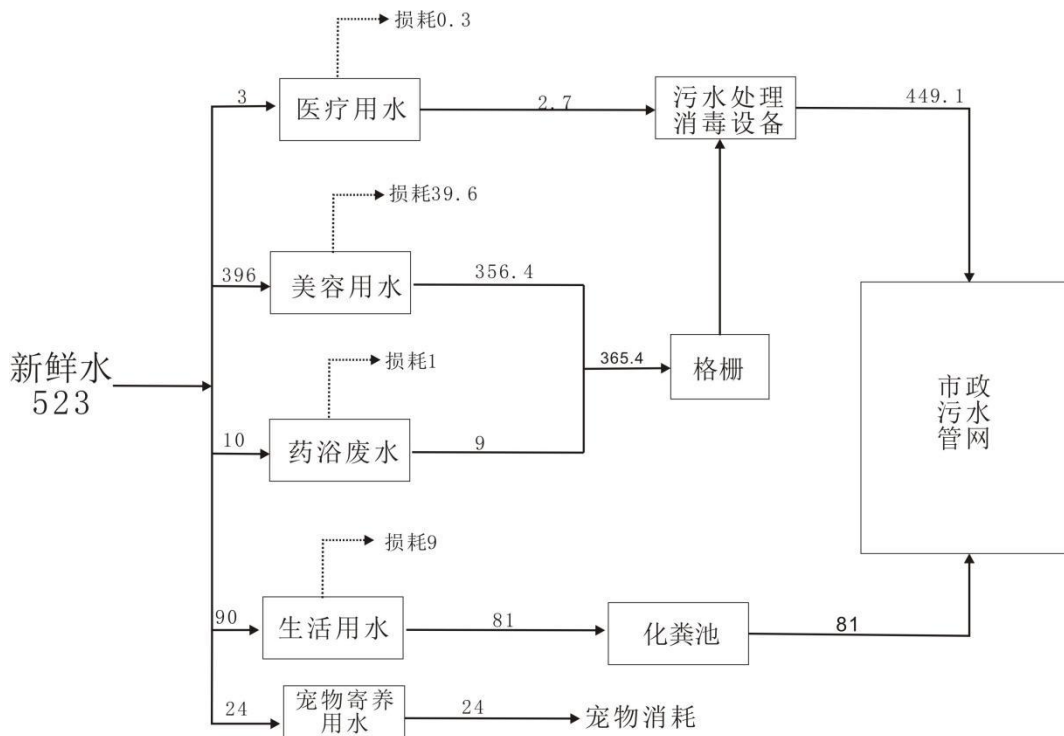 损耗0.3
3
医疗用水
2.7
污水处理
消毒设备
449.1
损耗39.6
396
美容用水
356.4
新鲜水
523
损耗1
365.4
格栅
市政
污水
管网
10
药浴废水
9
损耗9
90
生活用水
81
化粪池
81
24
宠物寄养
用水
24
宠物消耗